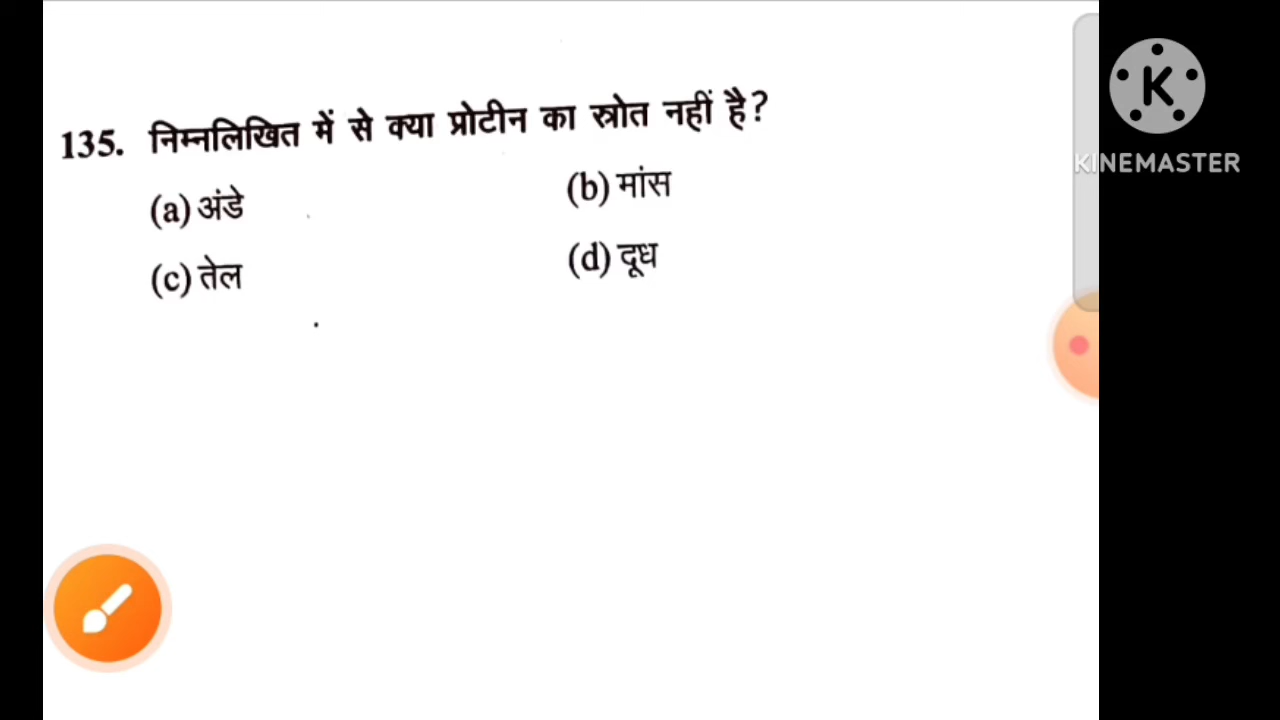 135. निम्नलिखित में से क्या प्रोटीन का स्रोत नहीं है?
(a) अंडे (b) मांस
(c) तेल (d) दूध
K
KINEMASTER